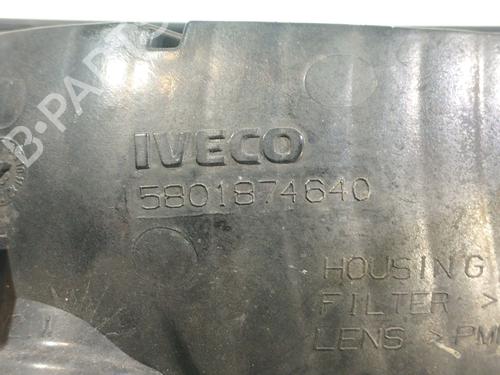 B-PARTS
IVECO
5801874640
HOUSING
FILTER >
LENS >PM